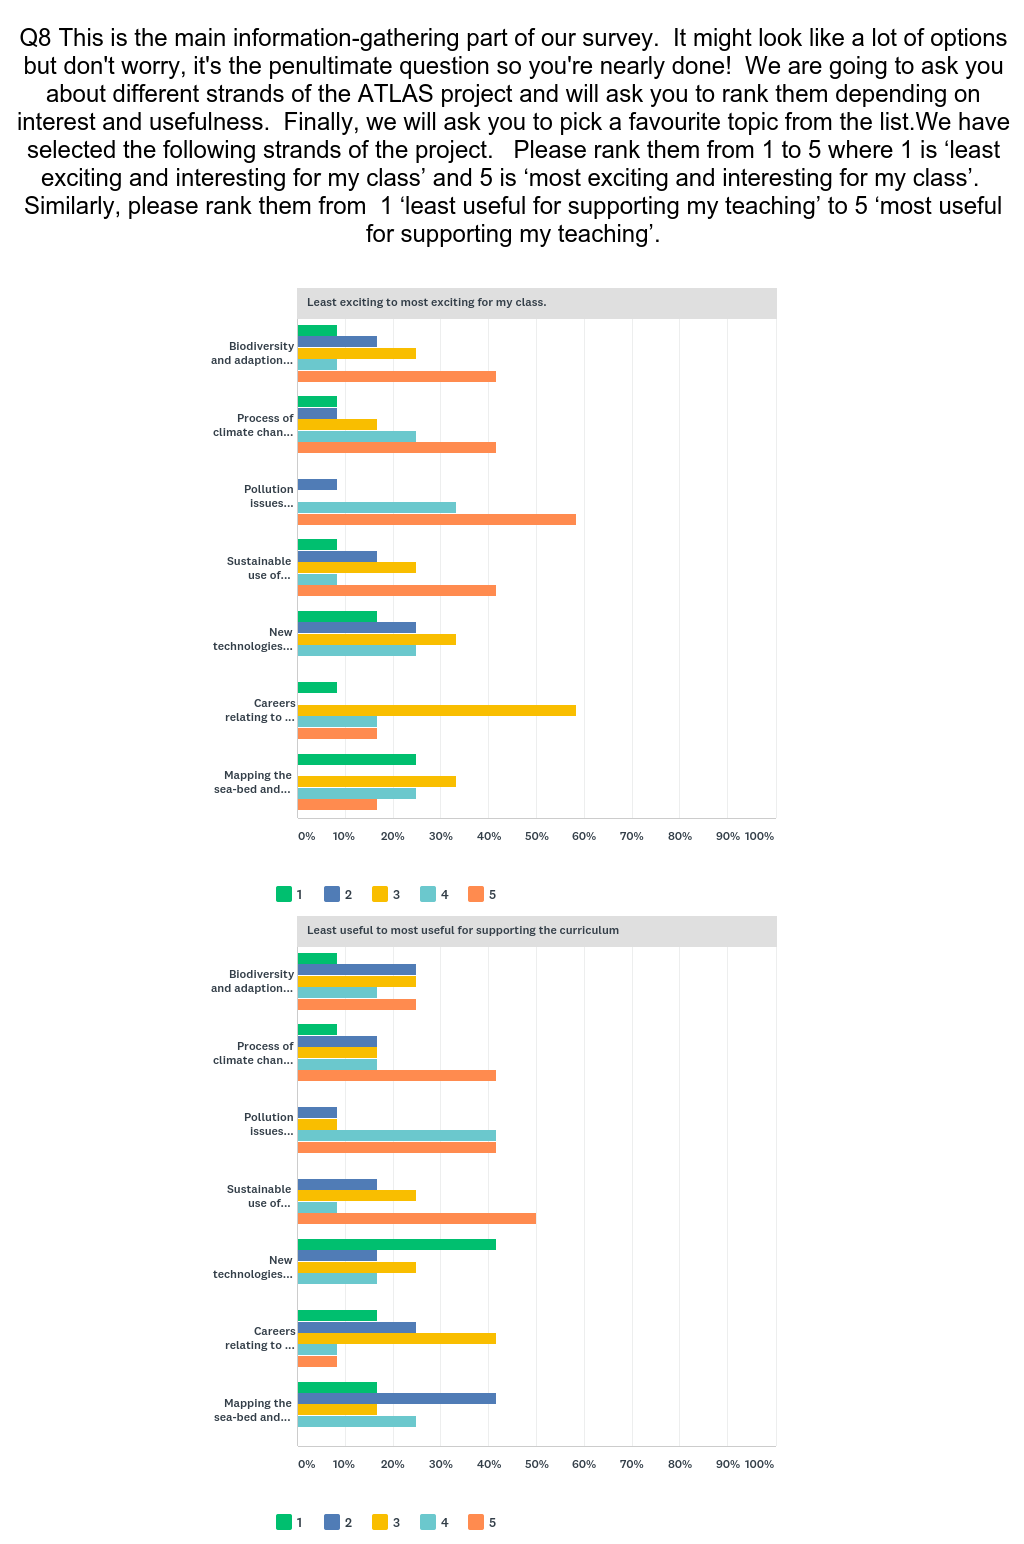 Q8 This is the main information-gathering part of our survey.  It might look like a lot of options
but don't worry, it's the penultimate question so you're nearly done!  We are going to ask you
about different strands of the ATLAS project and will ask you to rank them depending on
interest and usefulness.  Finally, we will ask you to pick a favourite topic from the list.We have
selected the following strands of the project.   Please rank them from 1 to 5 where 1 is ‘least
exciting and interesting for my class’ and 5 is ‘most exciting and interesting for my class’.
Similarly, please rank them from  1 ‘least useful for supporting my teaching’ to 5 ‘most useful
for supporting my teaching’.
Least exciting to most exciting for my class.
Biodiversity
and adaption...
Process of
climate chan...
Pollution
issues...
Sustainable
use of...
New
technologies...
Careers
relating to ...
Mapping the
sea-bed and...
0% 10% 20% 30% 40% 50% 60% 70% 80% 90% 100%
1 2 3 4 5
Least useful to most useful for supporting the curriculum
Biodiversity
and adaption...
Process of
climate chan...
Pollution
issues...
Sustainable
use of...
New
technologies...
Careers
relating to ...
Mapping the
sea-bed and...
0% 10% 20% 30% 40% 50% 60% 70% 80% 90% 100%
1 2 3 4 5